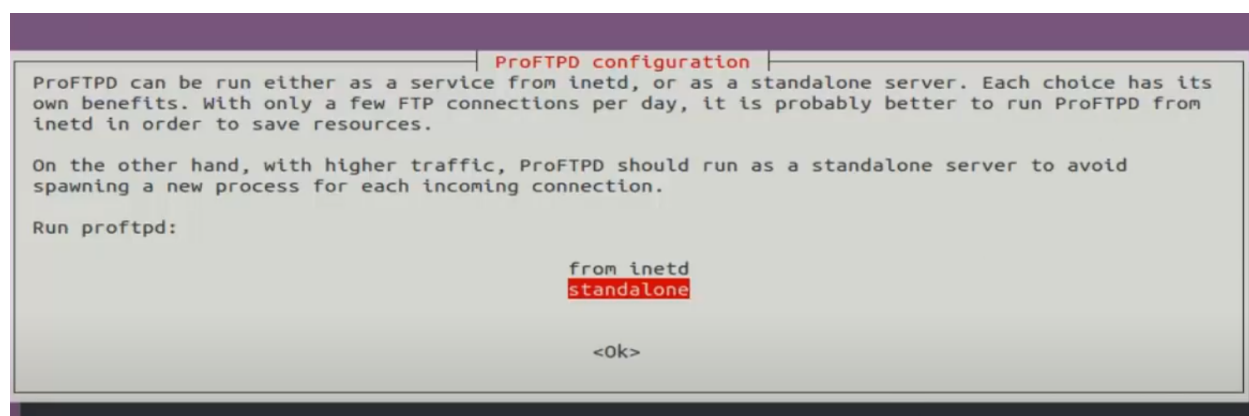 ProFTPD configuration
ProFTPD can be run either as a service from inetd, or as a standalone server. Each choice has its
own benefits. With only a few FTP connections per day, it is probably better to run ProFTPD from
inetd in order to save resources.
On the other hand, with higher traffic, ProFTPD should run as a standalone server to avoid
spawning a new process for each incoming connection.
Run proftpd:
from inetd
standalone
<Ok>